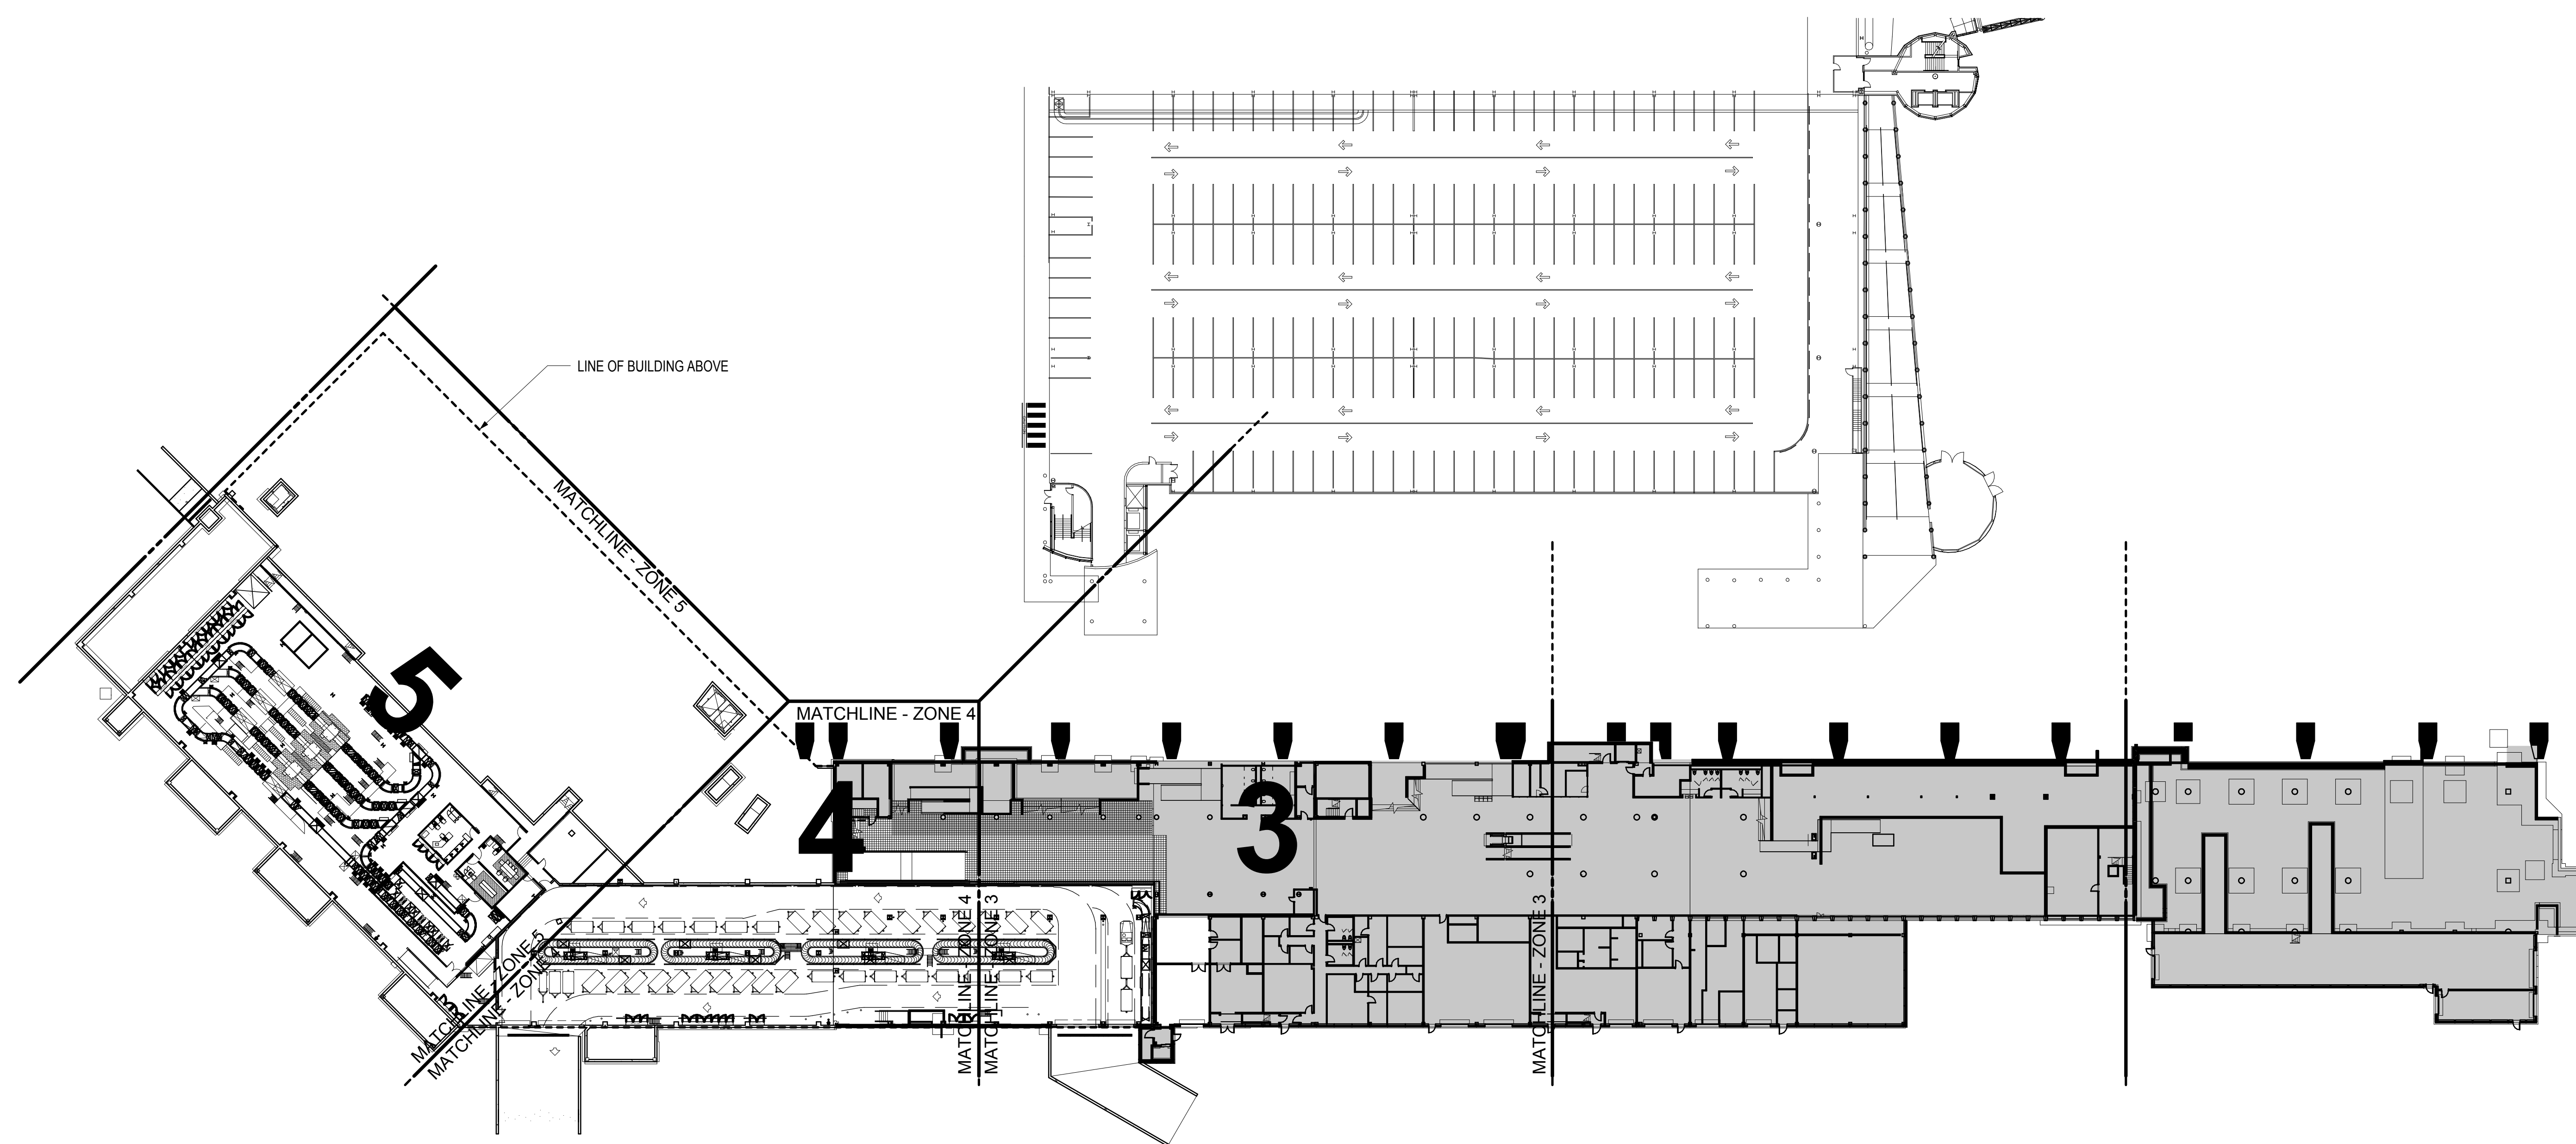 LINE OF BUILDING ABOVE
MATCHLINE - ZONE 5
5
MATCHLINE - ZONE 4
4
3
MATCHLINE - ZONE 5
MATCHLINE - ZONE 4
MATCHLINE - ZONE 3
MATCHLINE - ZONE 3